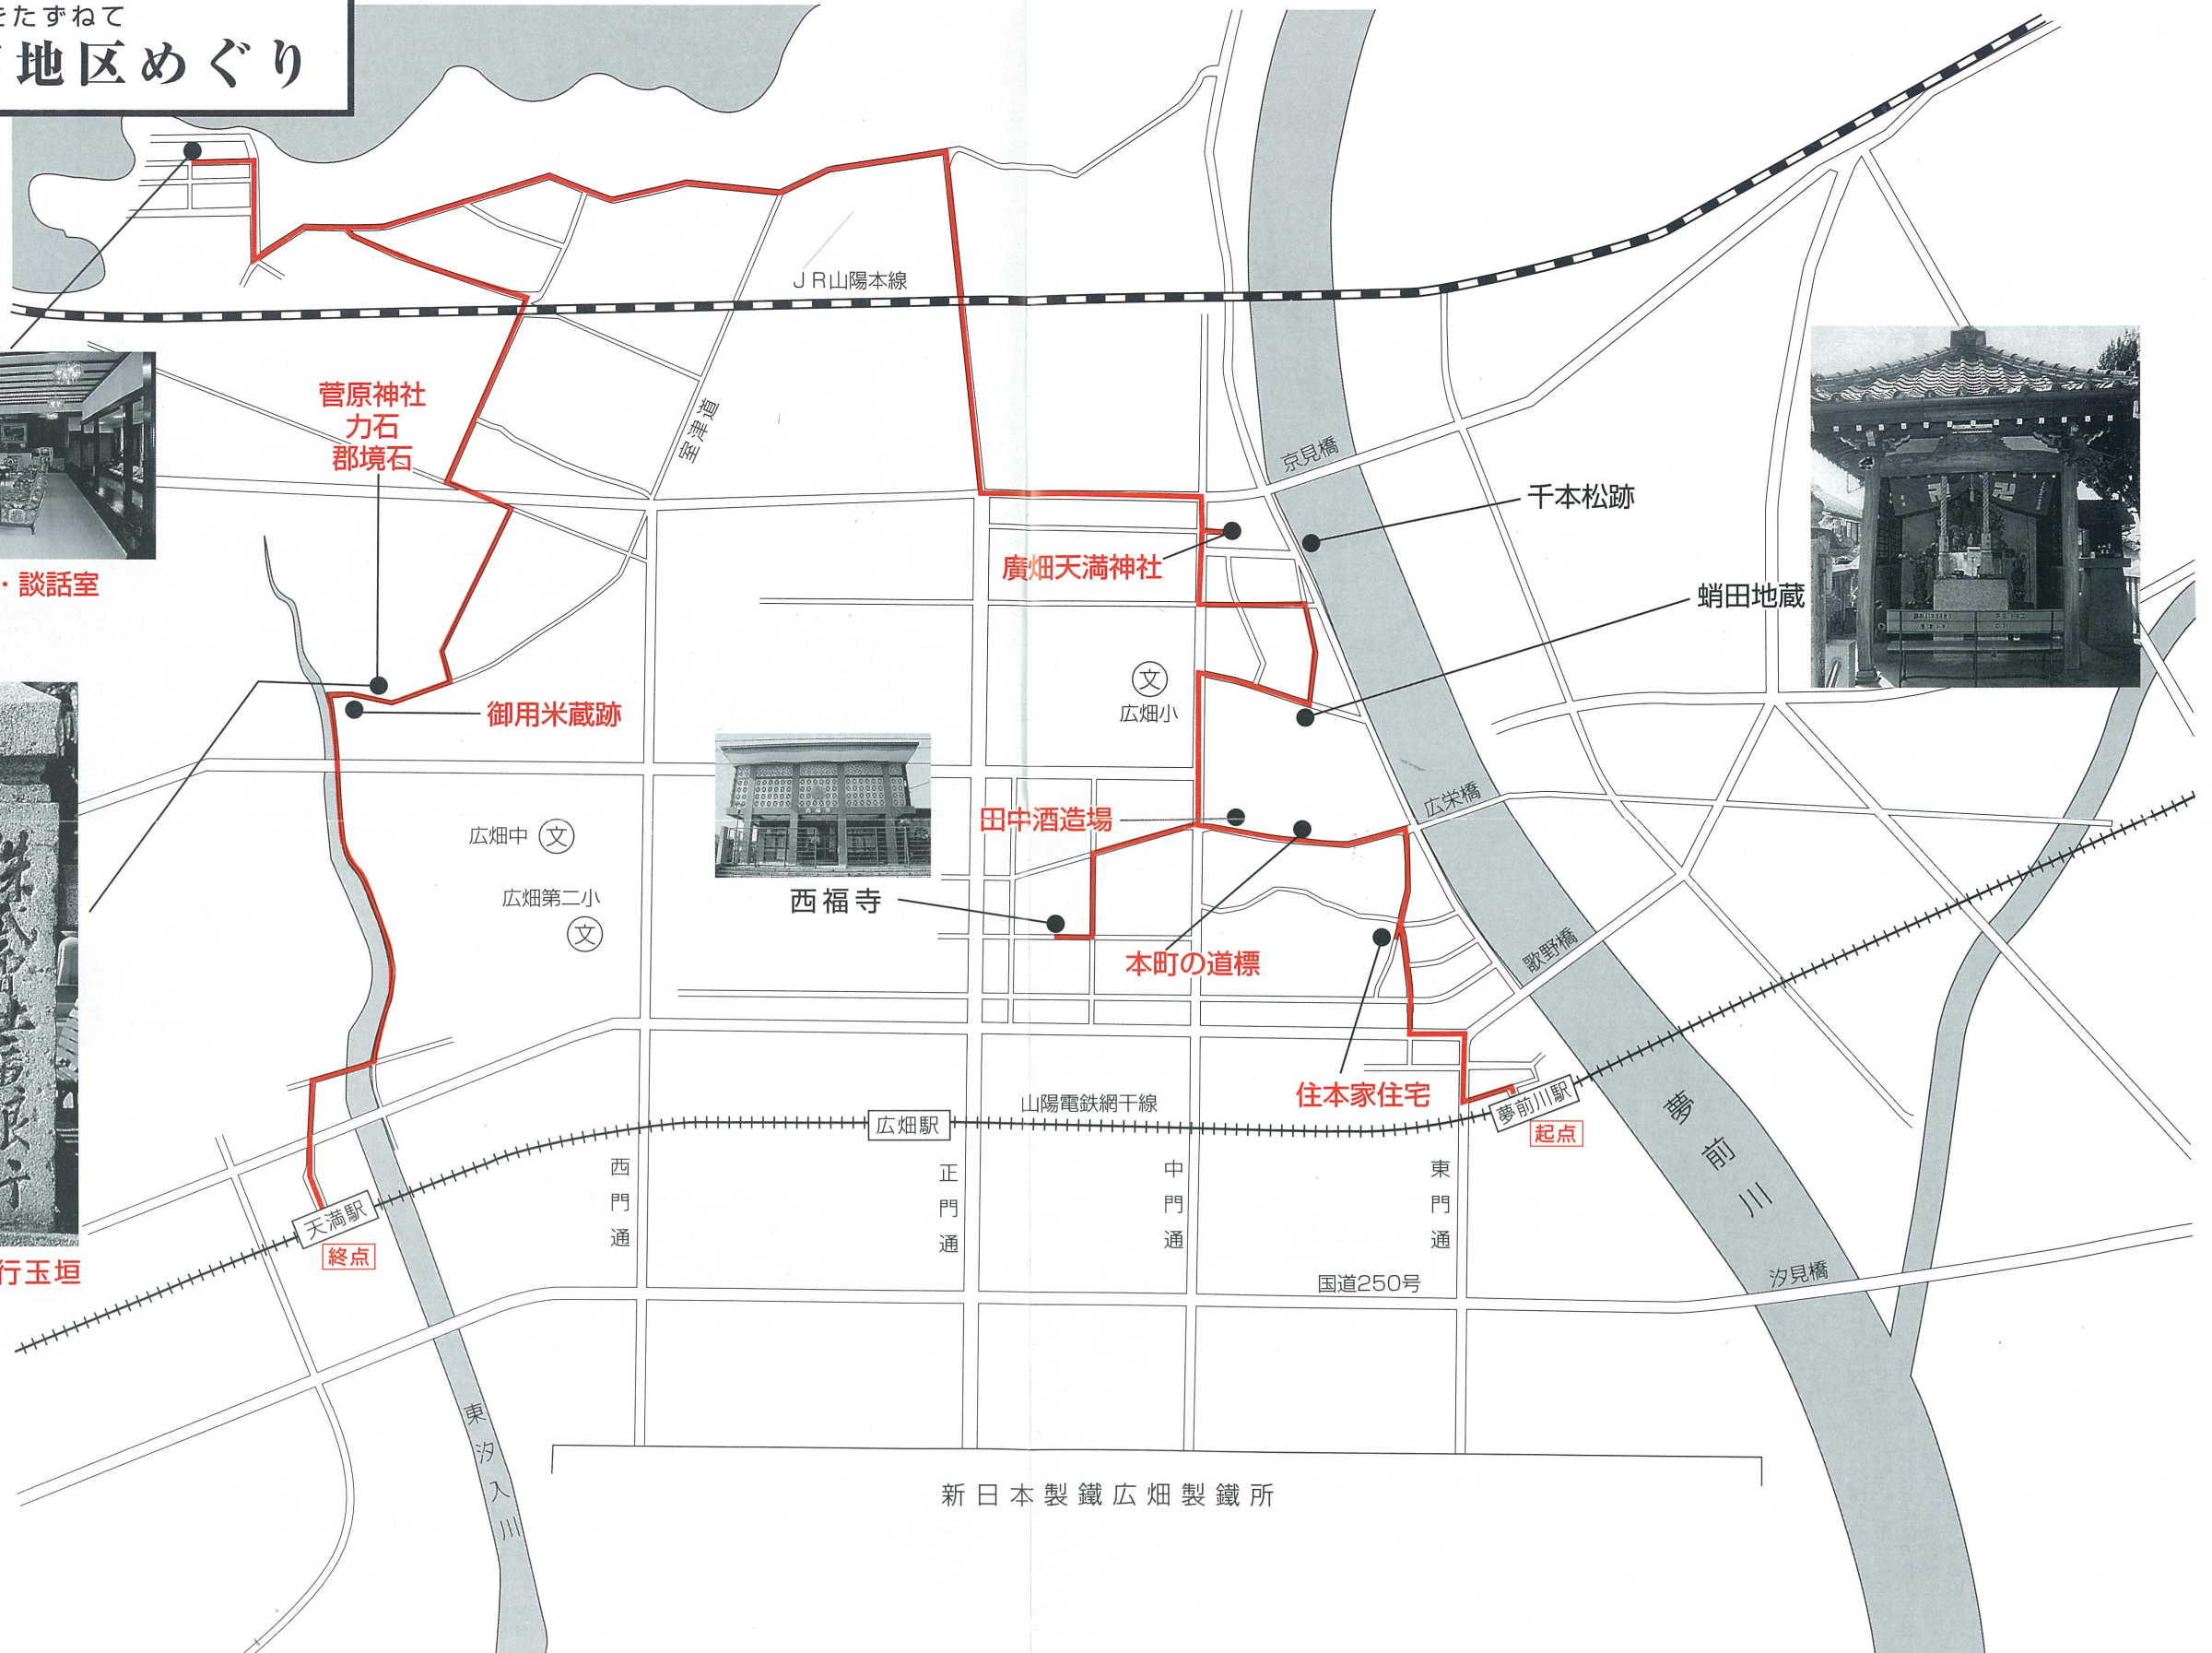 をたずねて
地区めぐり
JR山陽本線
菅原神社
力石
郡境石
室津道
京見橋
千本松跡
廣畑天満神社
蛸田地蔵
・談話室
文
広畑小
御用米蔵跡
広栄橋
田中酒造場
広畑中 文
広畑第二小
文
西福寺
歌野橋
本町の道標
住本家住宅
山陽電鉄網干線
広畑駅
夢前川駅
起点
夢前川
西門通
正門通
中門通
東門通
天満駅
終点
行玉垣
汐見橋
国道250号
東汐入川
新日本製鐵広畑製鐵所